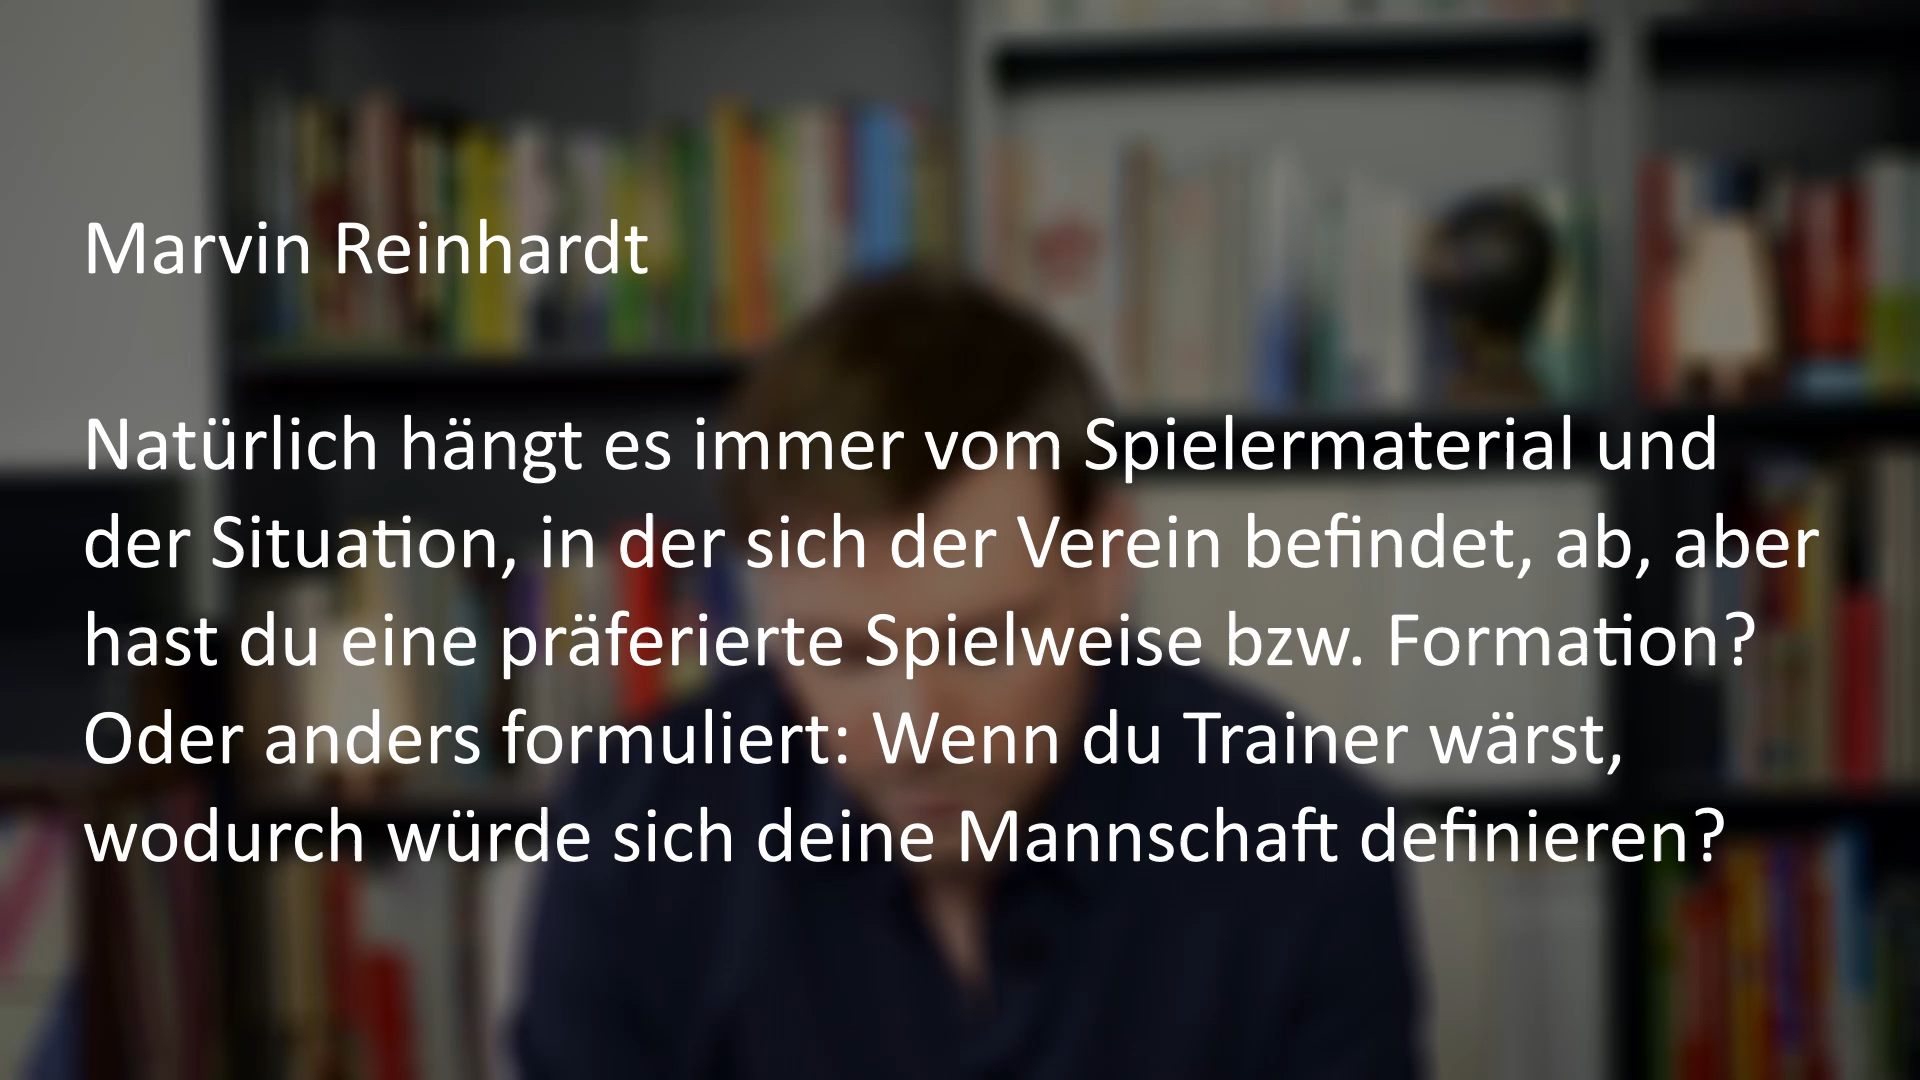 Marvin Reinhardt
Natürlich hängt es immer vom Spielermaterial und
der Situation, in der sich der Verein befindet, ab, aber
hast du eine präferierte Spielweise bzw. Formation?
Oder anders formuliert: Wenn du Trainer wärst,
wodurch würde sich deine Mannschaft definieren?